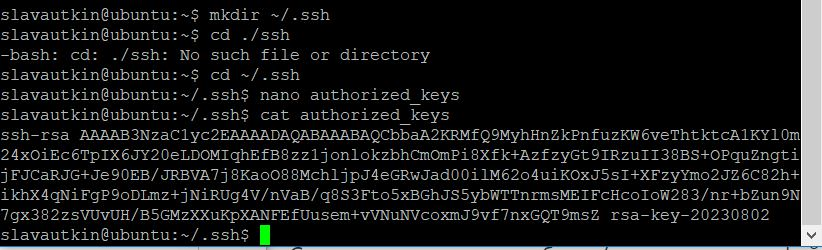 slavautkin@ubuntu:~$ mkdir ~/.ssh
slavautkin@ubuntu:~$ cd ./ssh
-bash: cd: ./ssh: No such file or directory
slavautkin@ubuntu:~$ cd ~/.ssh
slavautkin@ubuntu:~/.ssh$ nano authorized_keys
slavautkin@ubuntu:~/.ssh$ cat authorized_keys
ssh-rsa AAAAB3NzaC1yc2EAAAADAQABAAABAQCbbaA2KRMfQ9MyhHnZkPnfuzKW6veThtktcA1KYl0m
24xOiEc6TpIX6JY20eLDOMIqhEfB8zz1jonlokzbhCmOmPi8Xfk+AzfzyGt9IRzuII38BS+OPquZngti
jFJCaRJG+Je90EB/JRBVA7j8KaoO88MchljpJ4eGRwJad00ilM62o4uiKOxJ5sI+XFzyYmo2JZ6C82h+
ikhX4qNiFgP9oDLmz+jNiRUg4V/nVaB/q8S3Fto5xBGhJS5ybWTTnrmsMEIFcHcoIoW283/nr+bZun9N
7gx382zsVUvUH/B5GMzXXuKpXANFEfUusem+vVNuNVcoxmJ9vf7nxGQT9msZ rsa-key-20230802
slavautkin@ubuntu:~/.ssh$